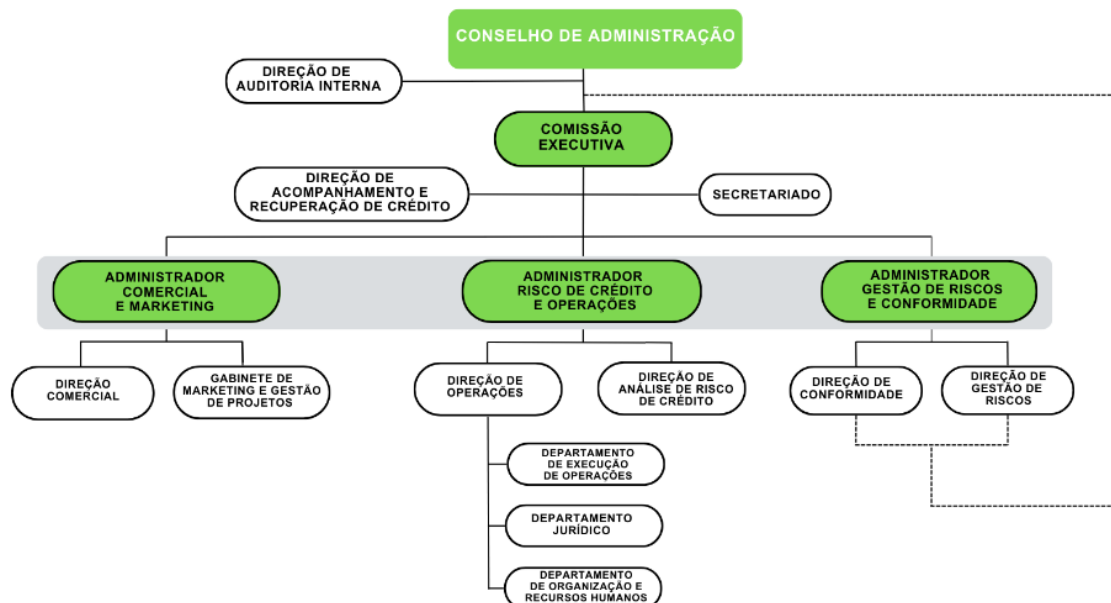 CONSELHO DE ADMINISTRAÇÃO
DIREÇÃO DE
AUDITORIA INTERNA
COMISSÃO
EXECUTIVA
DIREÇÃO DE
ACOMPANHAMENTO E
RECUPERAÇÃO DE CRÉDITO
SECRETARIADO
ADMINISTRADOR
COMERCIAL
E MARKETING
ADMINISTRADOR
RISCO DE CRÉDITO
E OPERAÇÕES
ADMINISTRADOR
GESTÃO DE RISCOS
E CONFORMIDADE
DIREÇÃO
COMERCIAL
GABINETE DE
MARKETING E GESTÃO
DE PROJETOS
DIREÇÃO DE
OPERAÇÕES
DIREÇÃO DE
ANÁLISE DE RISCO
DE CRÉDITO
DIREÇÃO DE
CONFORMIDADE
DIREÇÃO DE
GESTÃO DE
RISCOS
DEPARTAMENTO
DE EXECUÇÃO
DE OPERAÇÕES
DEPARTAMENTO
JURÍDICO
DEPARTAMENTO
DE ORGANIZAÇÃO E
RECURSOS HUMANOS